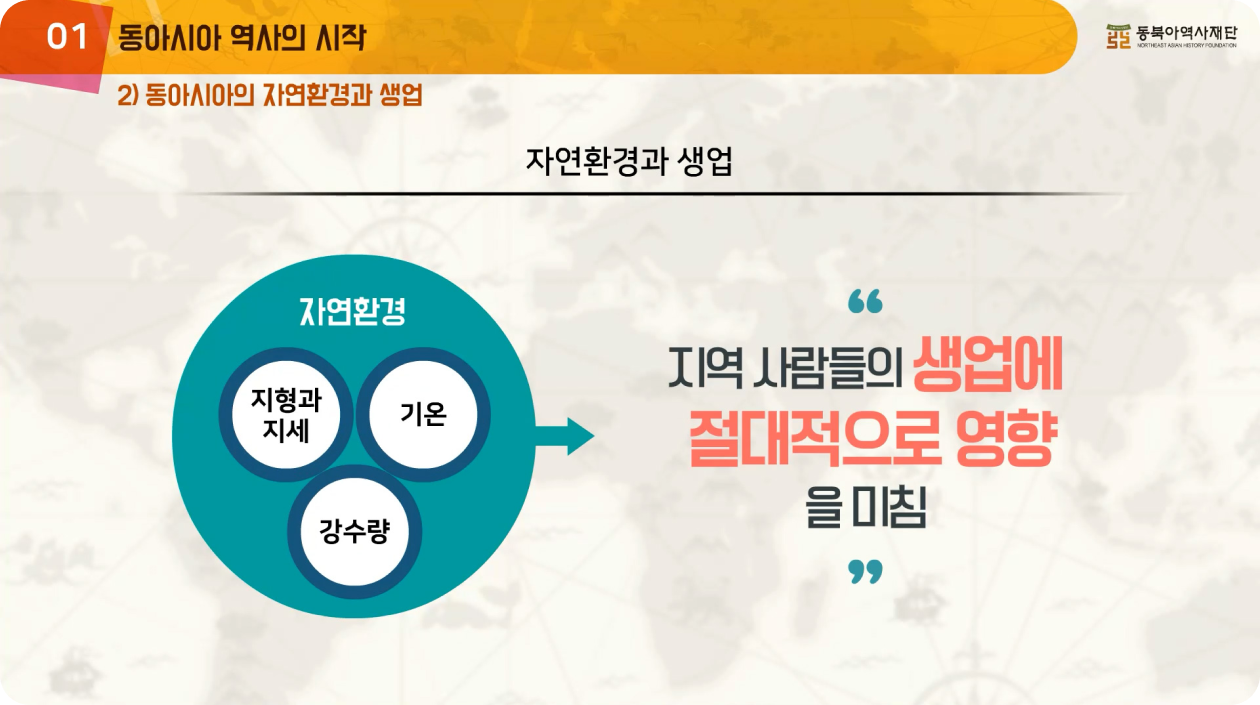 01 동아시아 역사의 시작
동북아역사재단
NORTHEAST ASIAN HISTORY FOUNDATION
2) 동아시아의 자연환경과 생업
자연환경과 생업
자연환경
지형과
지세
기온
강수량
“
지역 사람들의 생업에
절대적으로 영향
을 미침
”